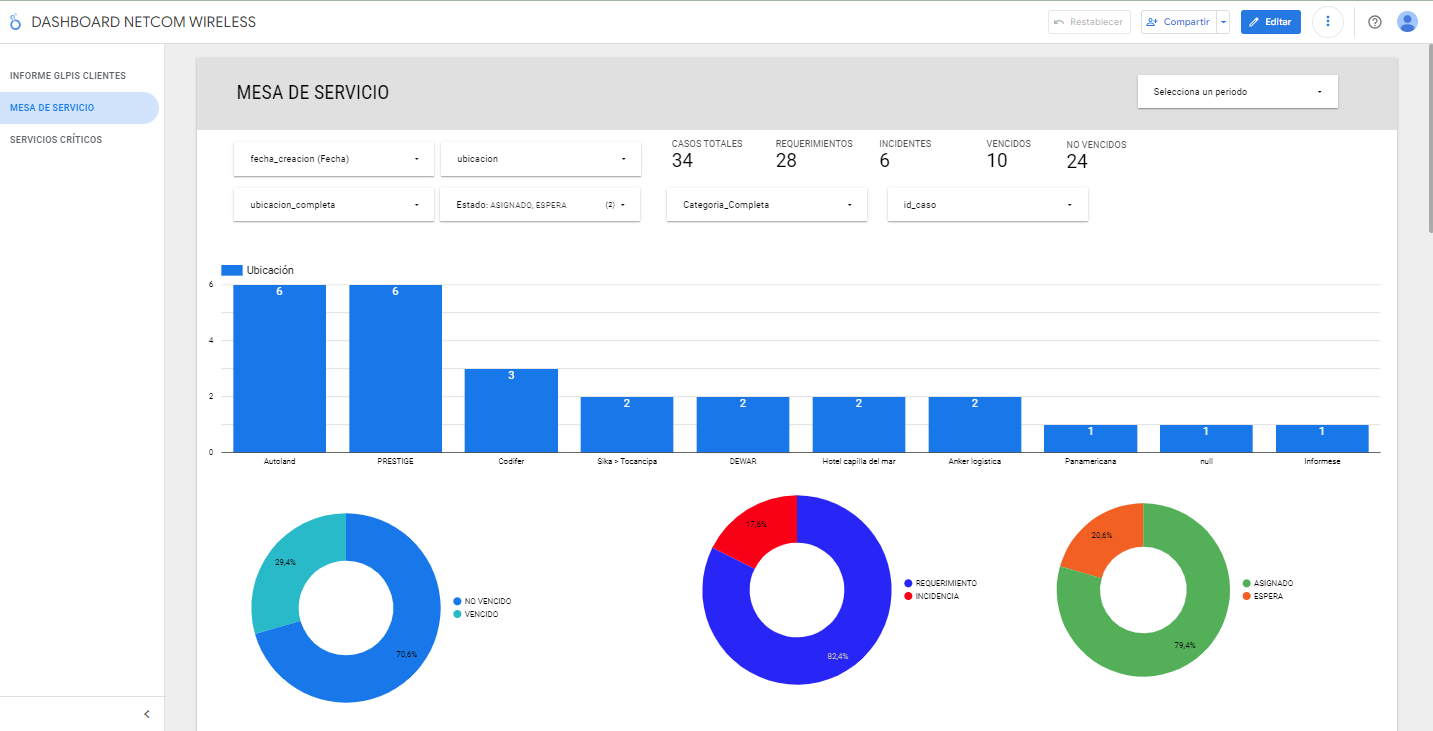 DASHBOARD NETCOM WIRELESS
Restablecer
Compartir
Editar
INFORME GLPIS CLIENTES
MESA DE SERVICIO
SERVICIOS CRÍTICOS
MESA DE SERVICIO
Selecciona un periodo
fecha_creacion (Fecha)
ubicacion
CASOS TOTALES
34
REQUERIMIENTOS
28
INCIDENTES
6
VENCIDOS
10
NO VENCIDOS
24
ubicacion_completa
Estado: ASIGNADO, ESPERA (2)
Categoria_Completa
id_caso
Ubicación
6
4
2
0
6 6 3 2 2 2 2 1 1 1
Autoland PRESTIGE Codifer Sika > Tocancipa DEWAR Hotel capilla del mar Anker logistica Panamericana null Informese
29,4%
70,6%
NO VENCIDO
VENCIDO
17,6%
82,4%
REQUERIMIENTO
INCIDENCIA
20,6%
79,4%
ASIGNADO
ESPERA